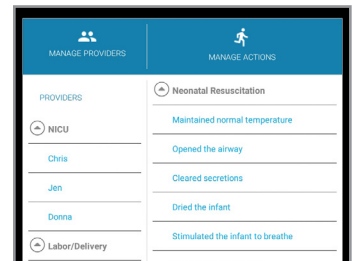 MANAGE PROVIDERS
MANAGE ACTIONS
PROVIDERS
NICU
Chris
Jen
Donna
Labor/Delivery
Neonatal Resuscitation
Maintained normal temperature
Opened the airway
Cleared secretions
Dried the infant
Stimulated the infant to breathe